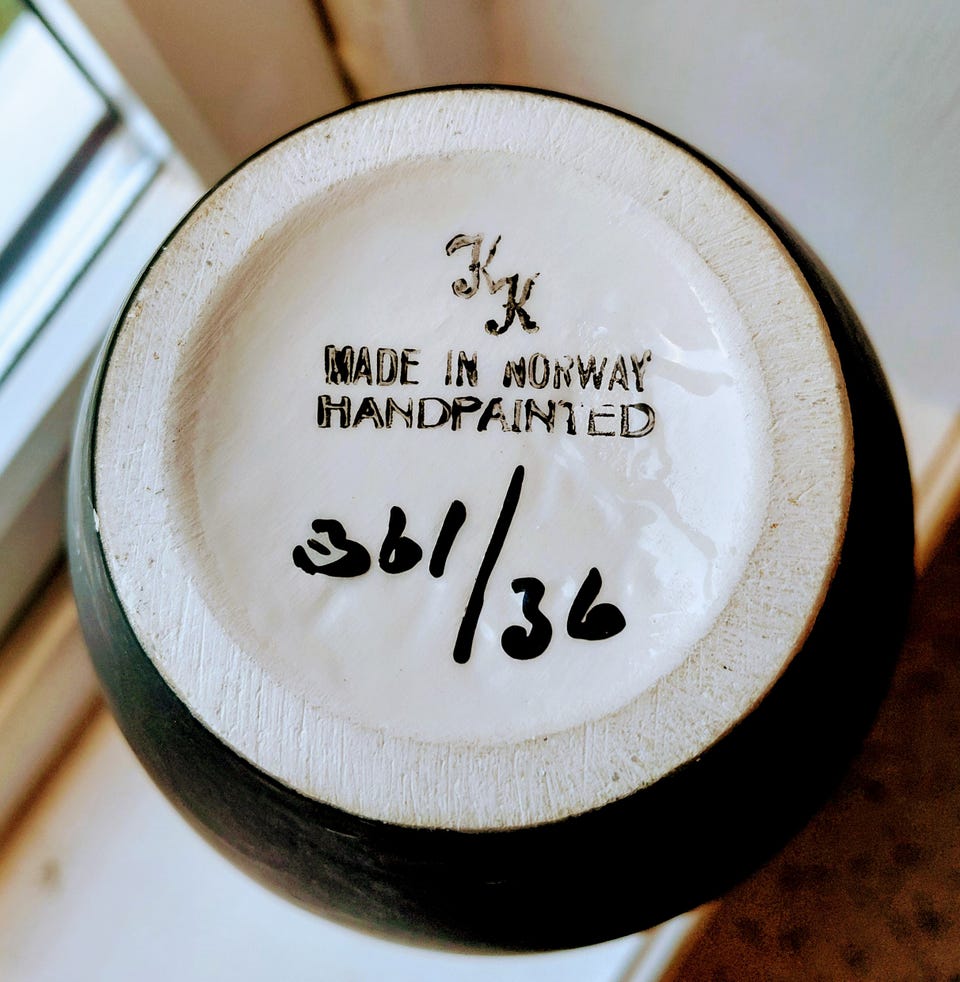 KK
MADE IN NORWAY
HANDPAINTED
361/36